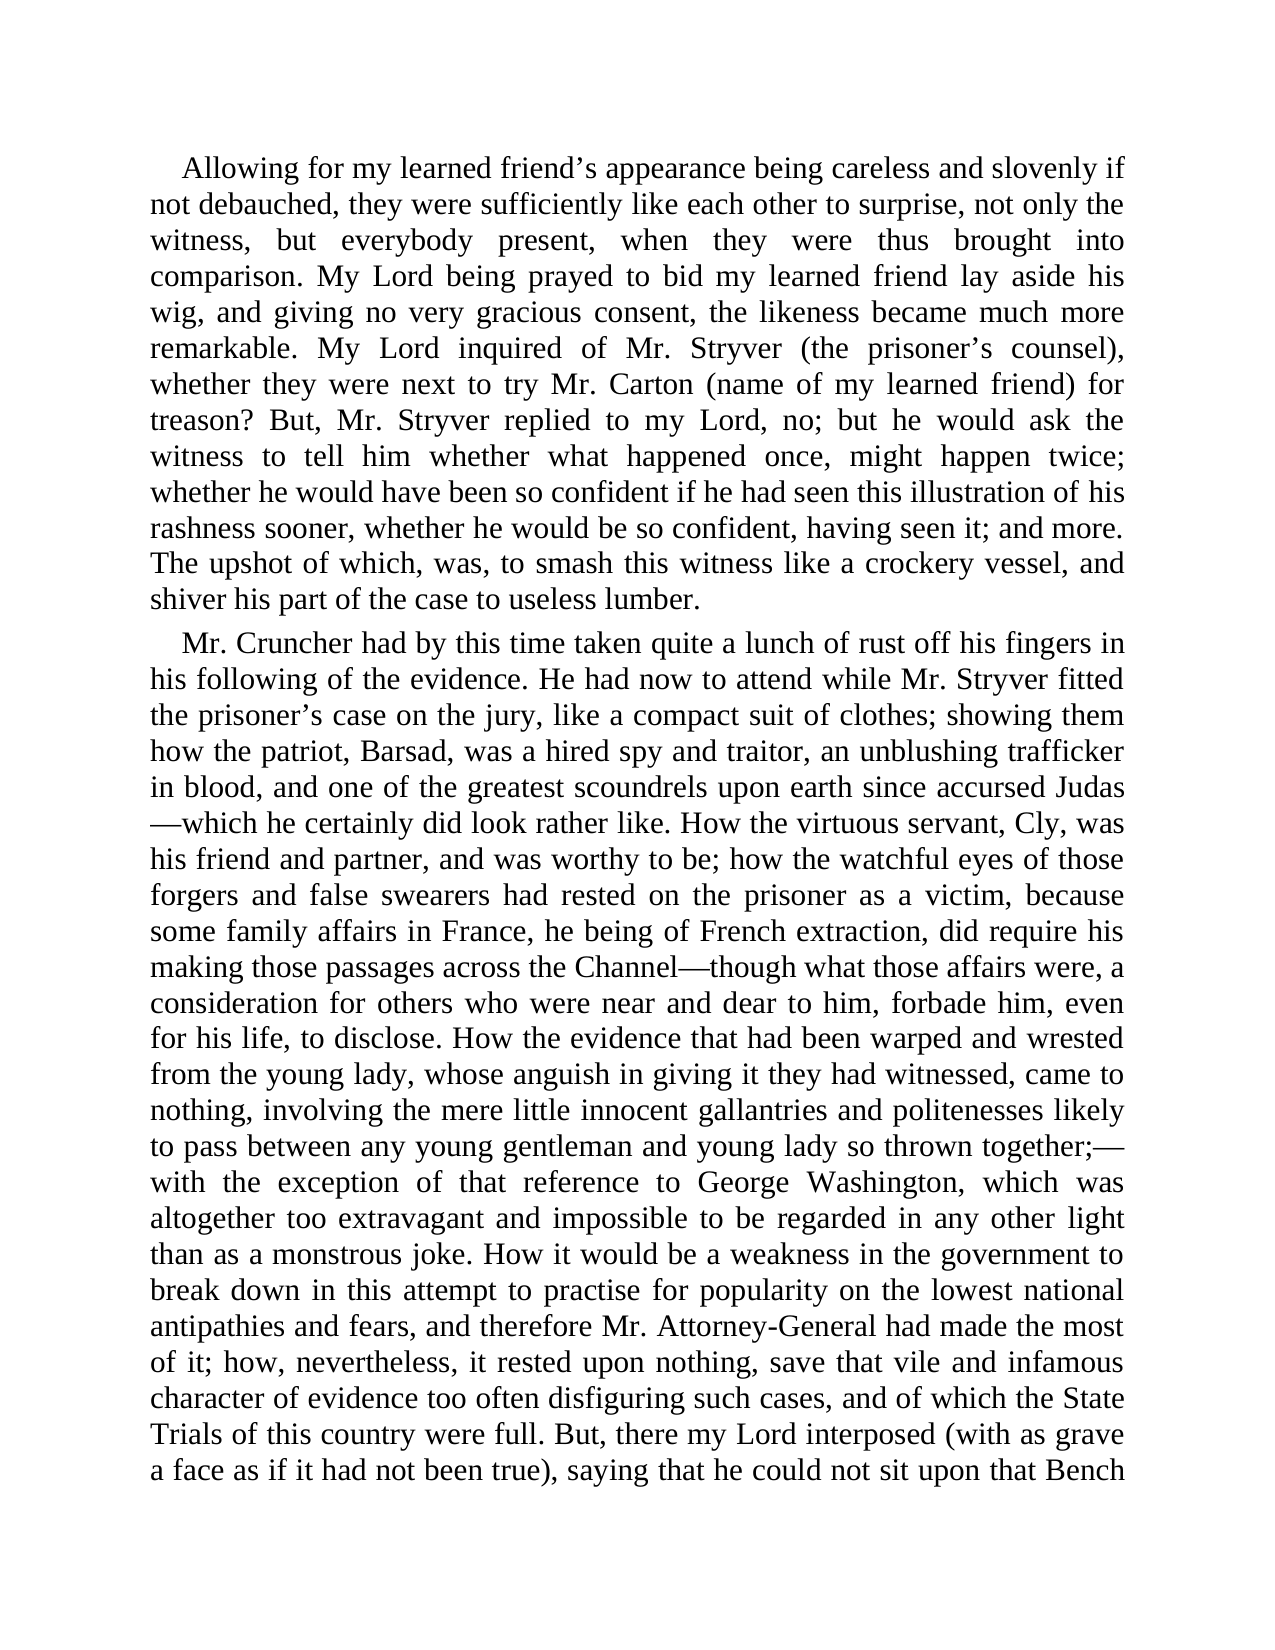 Allowing for my learned friend’s appearance being careless and slovenly if
not debauched, they were sufficiently like each other to surprise, not only the
witness, but everybody present, when they were thus brought into
comparison. My Lord being prayed to bid my learned friend lay aside his
wig, and giving no very gracious consent, the likeness became much more
remarkable. My Lord inquired of Mr. Stryver (the prisoner’s counsel),
whether they were next to try Mr. Carton (name of my learned friend) for
treason? But, Mr. Stryver replied to my Lord, no; but he would ask the
witness to tell him whether what happened once, might happen twice;
whether he would have been so confident if he had seen this illustration of his
rashness sooner, whether he would be so confident, having seen it; and more.
The upshot of which, was, to smash this witness like a crockery vessel, and
shiver his part of the case to useless lumber.
Mr. Cruncher had by this time taken quite a lunch of rust off his fingers in
his following of the evidence. He had now to attend while Mr. Stryver fitted
the prisoner’s case on the jury, like a compact suit of clothes; showing them
how the patriot, Barsad, was a hired spy and traitor, an unblushing trafficker
in blood, and one of the greatest scoundrels upon earth since accursed Judas
—which he certainly did look rather like. How the virtuous servant, Cly, was
his friend and partner, and was worthy to be; how the watchful eyes of those
forgers and false swearers had rested on the prisoner as a victim, because
some family affairs in France, he being of French extraction, did require his
making those passages across the Channel—though what those affairs were, a
consideration for others who were near and dear to him, forbade him, even
for his life, to disclose. How the evidence that had been warped and wrested
from the young lady, whose anguish in giving it they had witnessed, came to
nothing, involving the mere little innocent gallantries and politenesses likely
to pass between any young gentleman and young lady so thrown together;—
with the exception of that reference to George Washington, which was
altogether too extravagant and impossible to be regarded in any other light
than as a monstrous joke. How it would be a weakness in the government to
break down in this attempt to practise for popularity on the lowest national
antipathies and fears, and therefore Mr. Attorney-General had made the most
of it; how, nevertheless, it rested upon nothing, save that vile and infamous
character of evidence too often disfiguring such cases, and of which the State
Trials of this country were full. But, there my Lord interposed (with as grave
a face as if it had not been true), saying that he could not sit upon that Bench